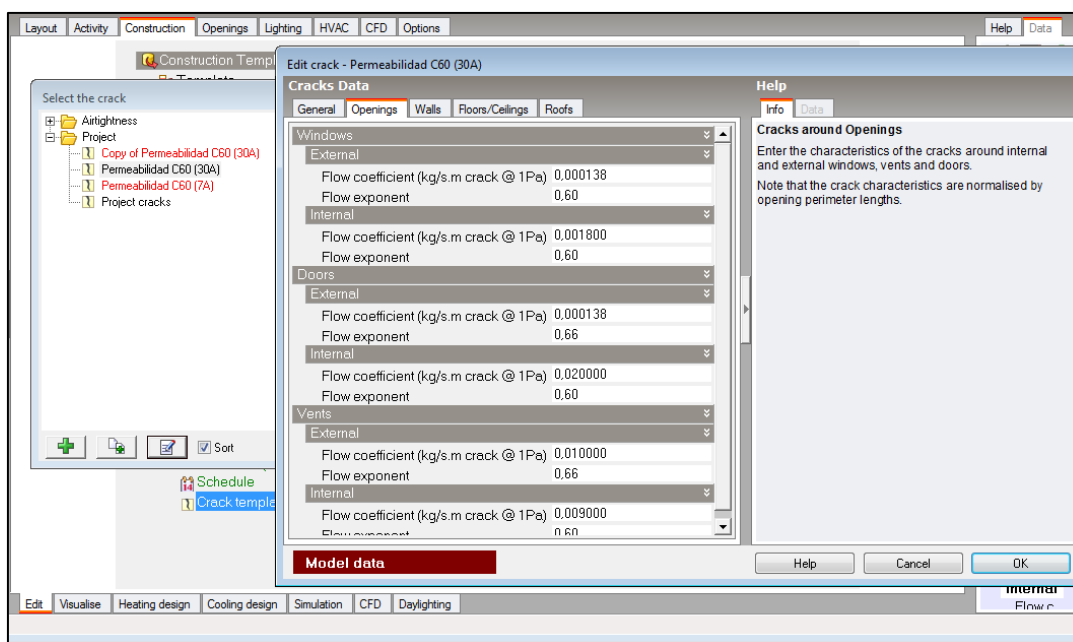 Layout Activity Construction Openings Lighting HVAC CFD Options
Help Data
Construction Templ
Template
Select the crack
Airtightness
Project
Copy of Permeabilidad C60 (30A)
Permeabilidad C60 (30A)
Permeabilidad C60 (7A)
Project cracks
Sort
Schedule
Crack templa
Edit crack - Permeabilidad C60 (30A)
Cracks Data
General Openings Walls Floors/Ceilings Roofs
Windows
External
Flow coefficient (kg/s.m crack @ 1Pa) 0,000138
Flow exponent 0,60
Internal
Flow coefficient (kg/s.m crack @ 1Pa) 0,001800
Flow exponent 0,60
Doors
External
Flow coefficient (kg/s.m crack @ 1Pa) 0,000138
Flow exponent 0,66
Internal
Flow coefficient (kg/s.m crack @ 1Pa) 0,020000
Flow exponent 0,60
Vents
External
Flow coefficient (kg/s.m crack @ 1Pa) 0,010000
Flow exponent 0,66
Internal
Flow coefficient (kg/s.m crack @ 1Pa) 0,009000
Flow exponent 0,60
Help
Info Data
Cracks around Openings
Enter the characteristics of the cracks around internal
and external windows, vents and doors.
Note that the crack characteristics are normalised by
opening perimeter lengths.
Model data
Help Cancel OK
Internal
Flow c
Edit Visualise Heating design Cooling design Simulation CFD Daylighting